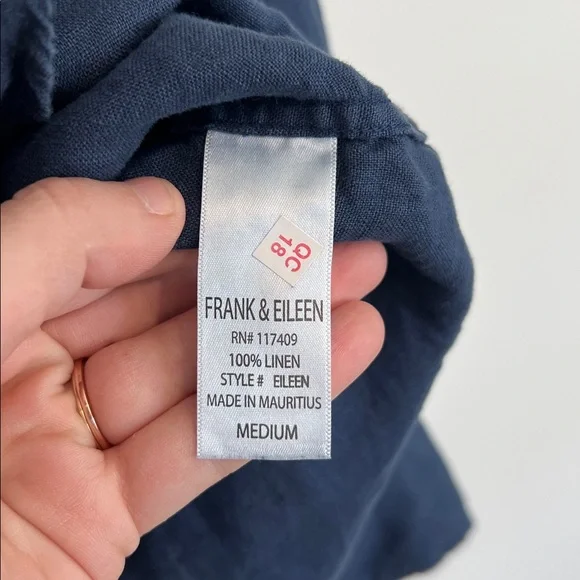 QC
18
FRANK & EILEEN
RN# 117409
100% LINEN
STYLE # EILEEN
MADE IN MAURITIUS
MEDIUM